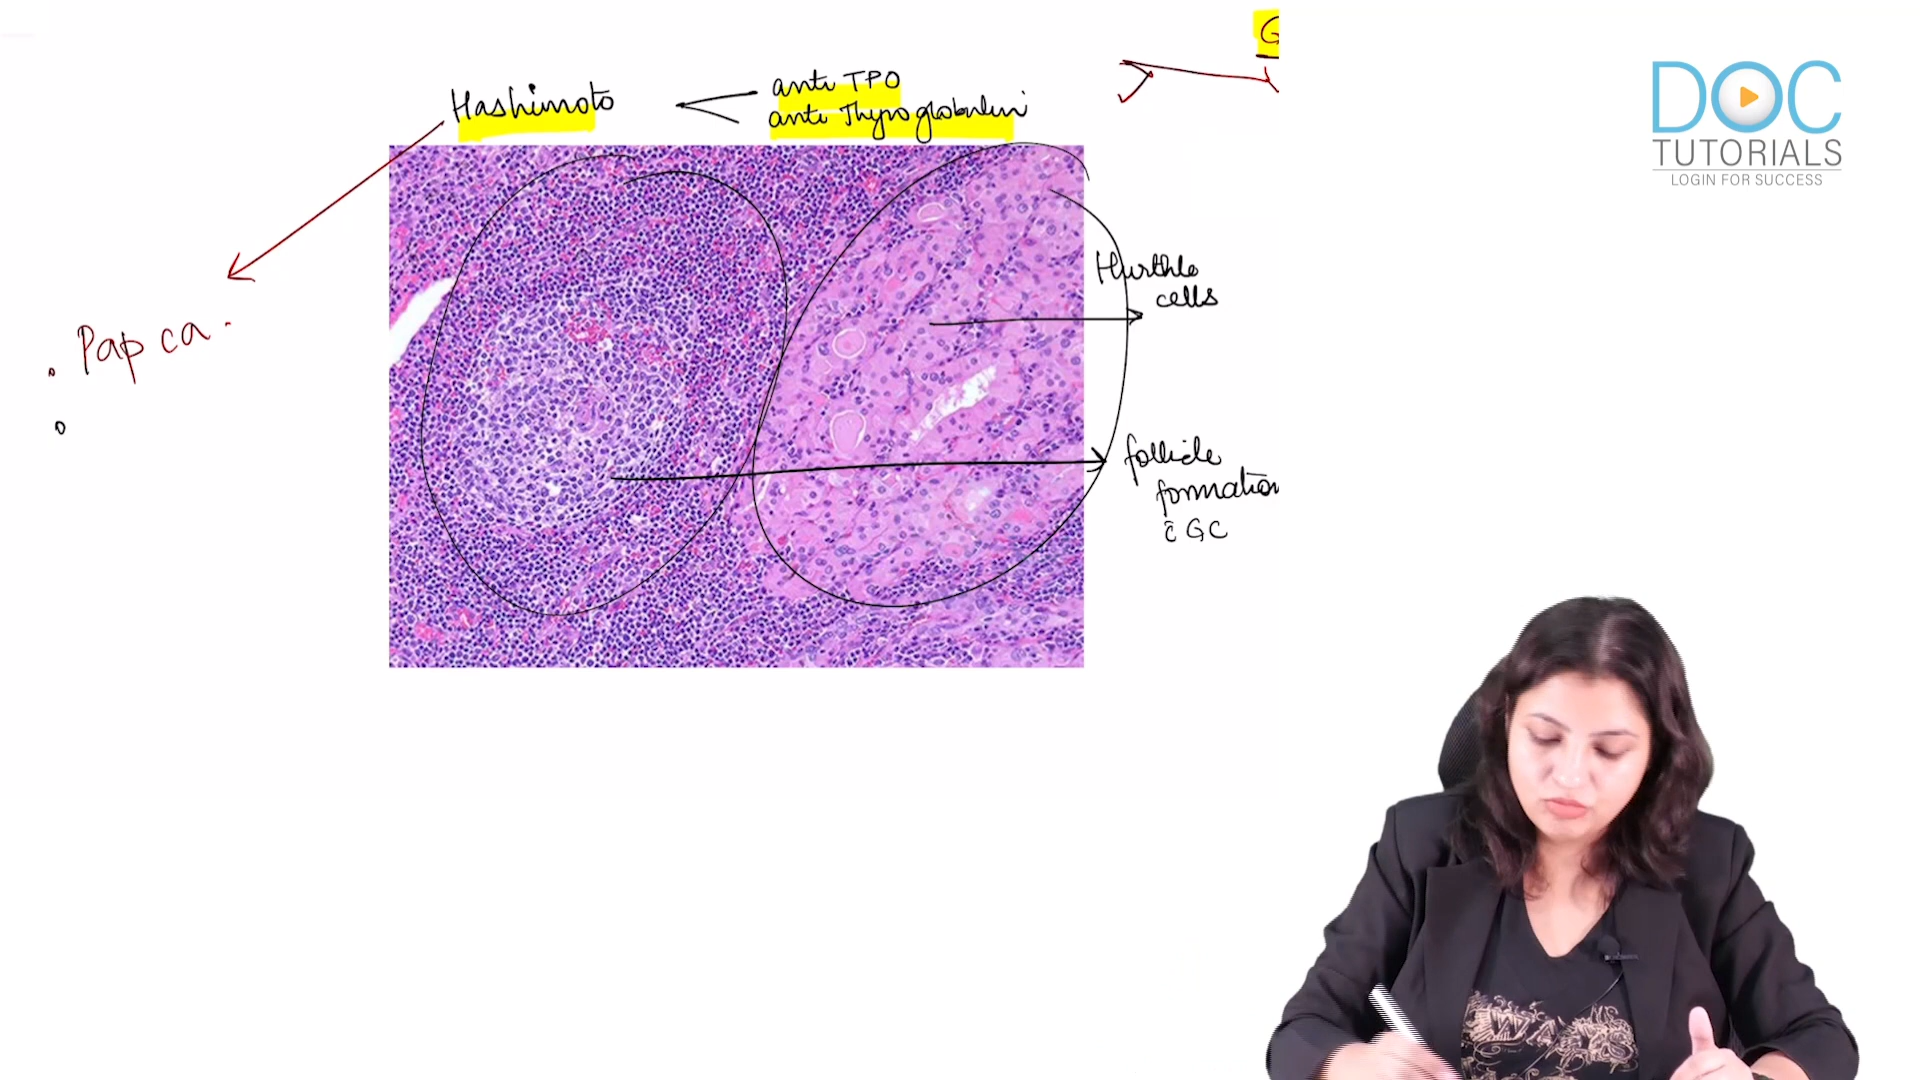 G
DOC
TUTORIALS
LOGIN FOR SUCCESS
anti TPO
Hashimoto
anti Thyroglobulin
Hurthle
cells
Pap ca.
follicle
formation
c̄ GC